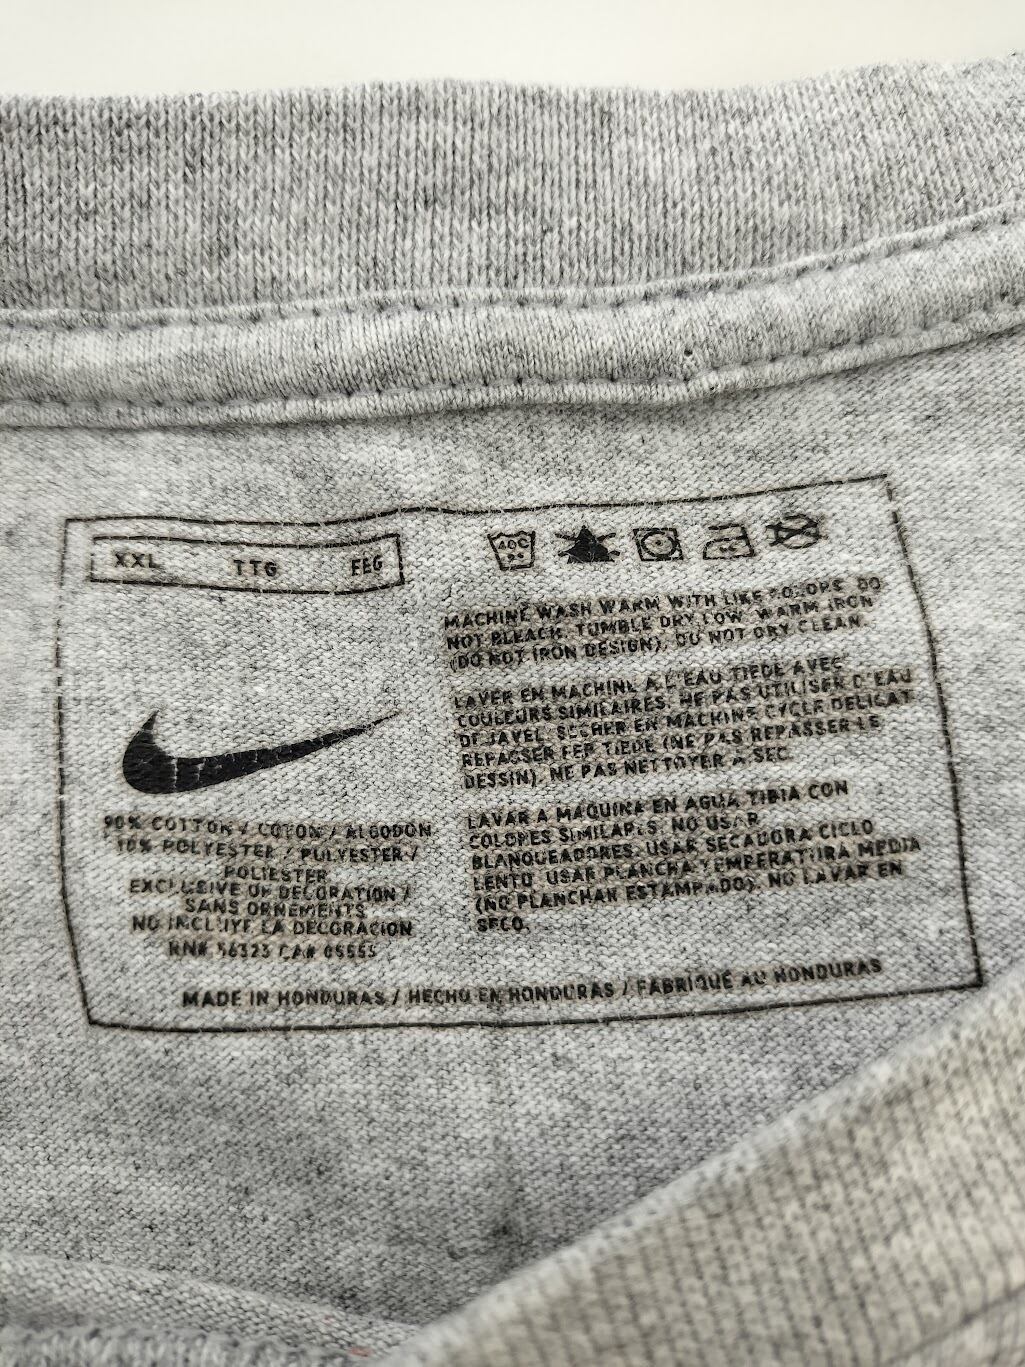 XXL TTG EEG
40C
MACHINE WASH WARM WITH LIKE COLORS. DO
NOT BLEACH. TUMBLE DRY LOW. WARM IRON
(DO NOT IRON DESIGN). DO NOT DRY CLEAN.
LAVER EN MACHINE A L'EAU TIEDE AVEC
COULEURS SIMILAIRES. NE PAS UTILISER D'EAU
DE JAVEL. SECHER EN MACHINE CYCLE DELICAT.
REPASSER FER TIEDE (NE PAS REPASSER LE
DESSIN). NE PAS NETTOYER A SEC.
LAVAR A MAQUINA EN AGUA TIBIA CON
COLORES SIMILARES. NO USAR
BLANQUEADORES. USAR SECADORA CICLO
LENTO. USAR PLANCHA TEMPERATURA MEDIA
(NO PLANCHAR ESTAMPADO). NO LAVAR EN
SECO.
90% COTTON / COTON / ALGODON
10% POLYESTER / POLYESTER /
POLIESTER
EXCLUSIVE OF DECORATION /
SANS ORNEMENTS
NO INCLUYE LA DECORACION
RN# 56323 CA# 05553
MADE IN HONDURAS / HECHO EN HONDURAS / FABRIQUÉ AU HONDURAS